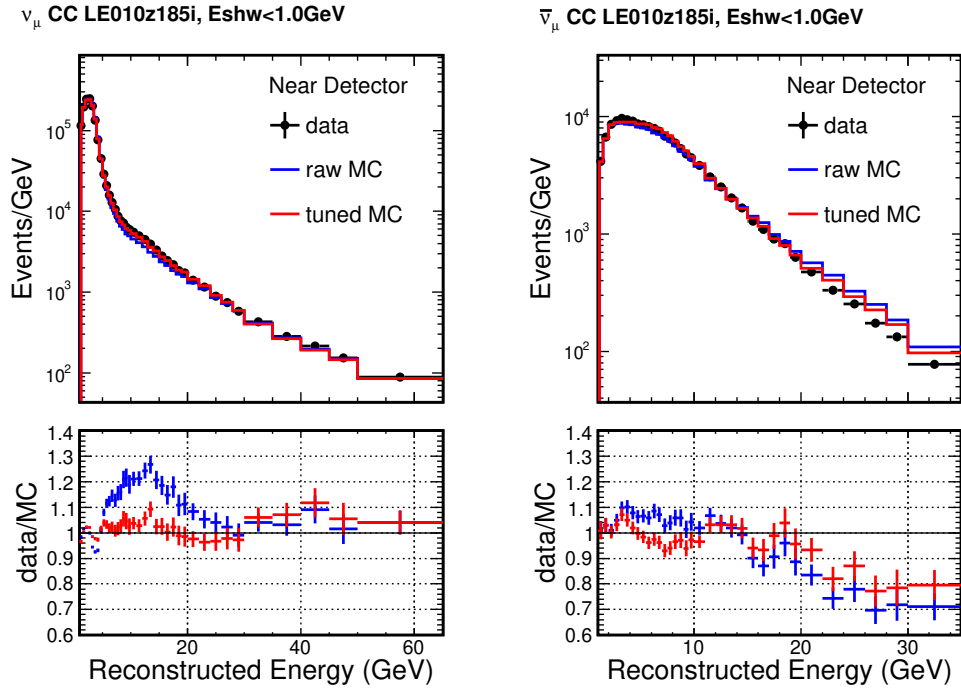 ν_μ CC LE010z185i, Eshw<1.0GeV
Near Detector
data
raw MC
tuned MC
Events/GeV
10^5
10^4
10^3
10^2
data/MC
1.4
1.3
1.2
1.1
1
0.9
0.8
0.7
0.6
20 40 60
Reconstructed Energy (GeV)
ν̅_μ CC LE010z185i, Eshw<1.0GeV
Near Detector
data
raw MC
tuned MC
Events/GeV
10^4
10^3
10^2
data/MC
1.4
1.3
1.2
1.1
1
0.9
0.8
0.7
0.6
10 20 30
Reconstructed Energy (GeV)